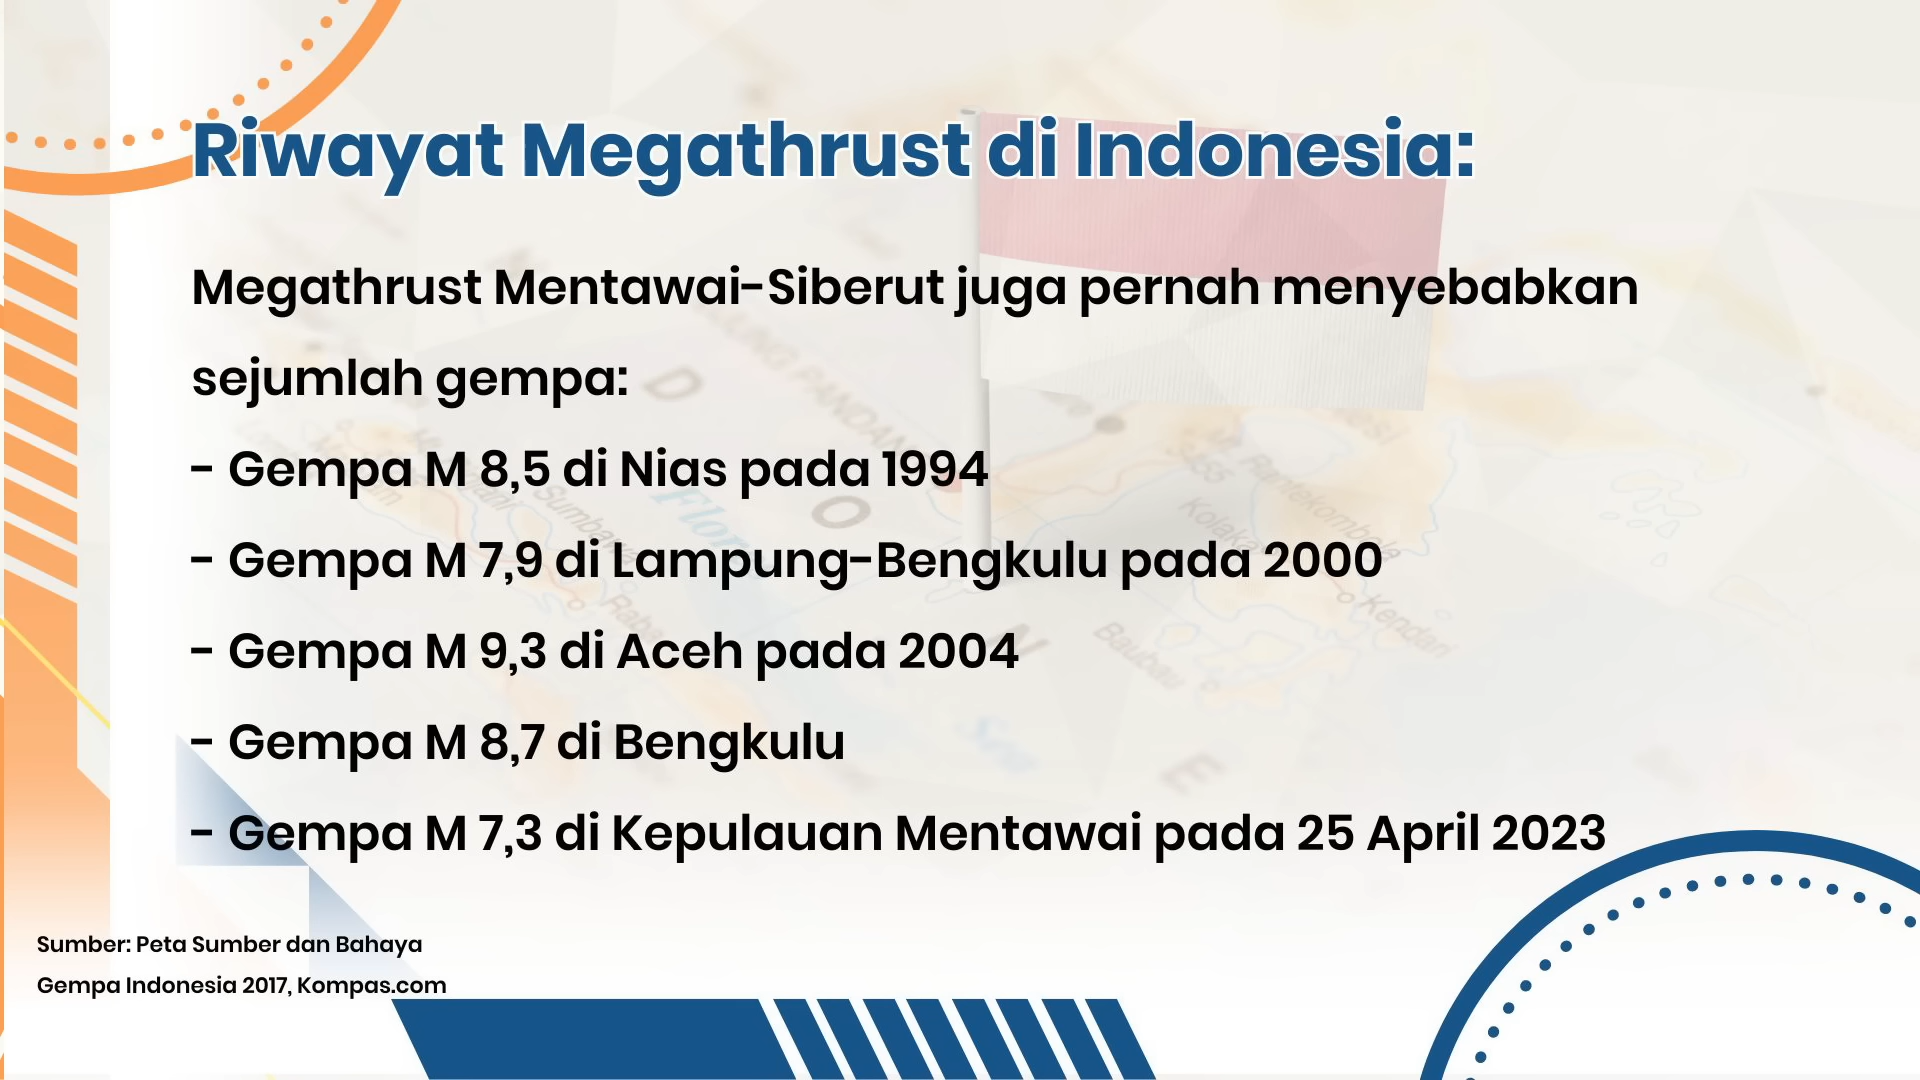 Riwayat Megathrust di Indonesia:
Megathrust Mentawai-Siberut juga pernah menyebabkan
sejumlah gempa:
- Gempa M 8,5 di Nias pada 1994
- Gempa M 7,9 di Lampung-Bengkulu pada 2000
- Gempa M 9,3 di Aceh pada 2004
- Gempa M 8,7 di Bengkulu
- Gempa M 7,3 di Kepulauan Mentawai pada 25 April 2023
Sumber: Peta Sumber dan Bahaya
Gempa Indonesia 2017, Kompas.com